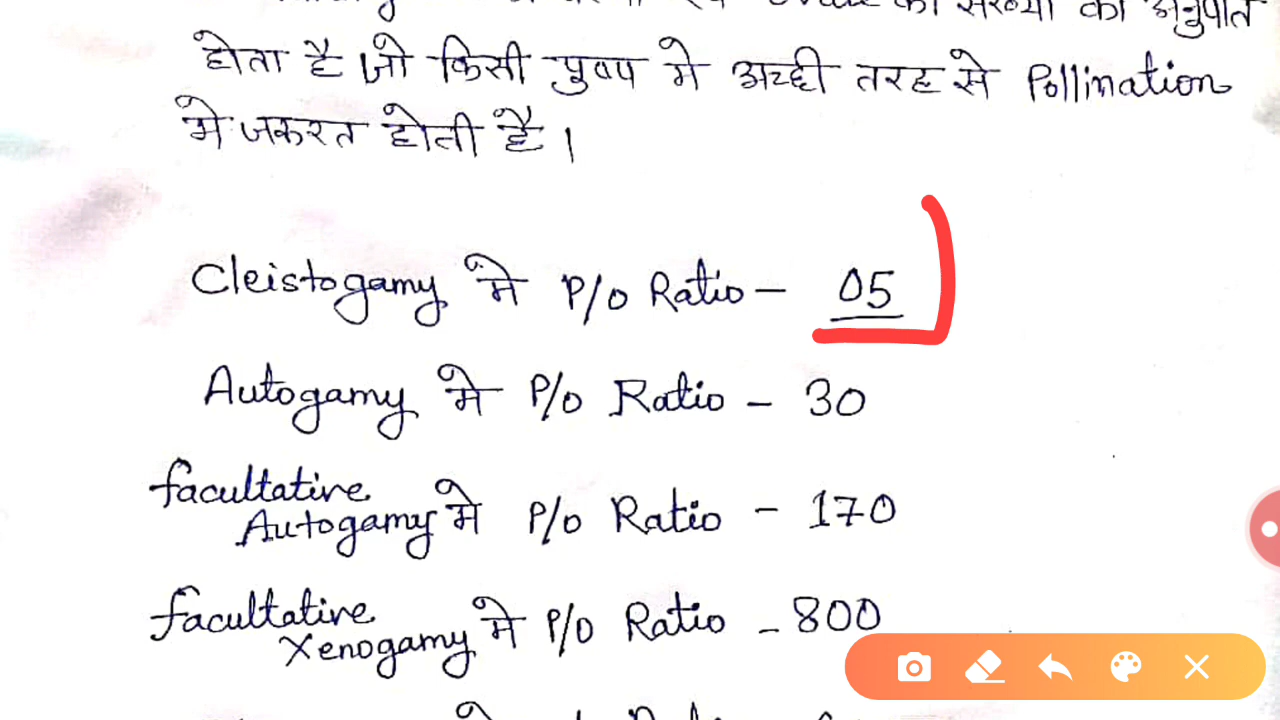 की संख्या का अनुपात
होता है जो किसी पुष्प मे अच्छी तरह से Pollination
मे जरूरत होती है।
Cleistogamy मे P/O Ratio - 05
Autogamy मे P/O Ratio - 30
facultative
Autogamy मे P/O Ratio - 170
facultative
Xenogamy मे P/O Ratio - 800